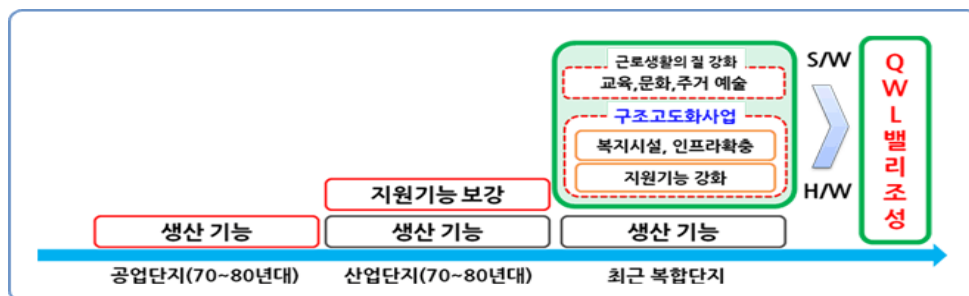 근로생활의 질 강화
교육,문화,주거 예술
구조고도화사업
복지시설, 인프라확충
지원기능 강화
S/W
H/W
QWL밸리조성
지원기능 보강
생산 기능
생산 기능
생산 기능
공업단지(70~80년대)
산업단지(70~80년대)
최근 복합단지